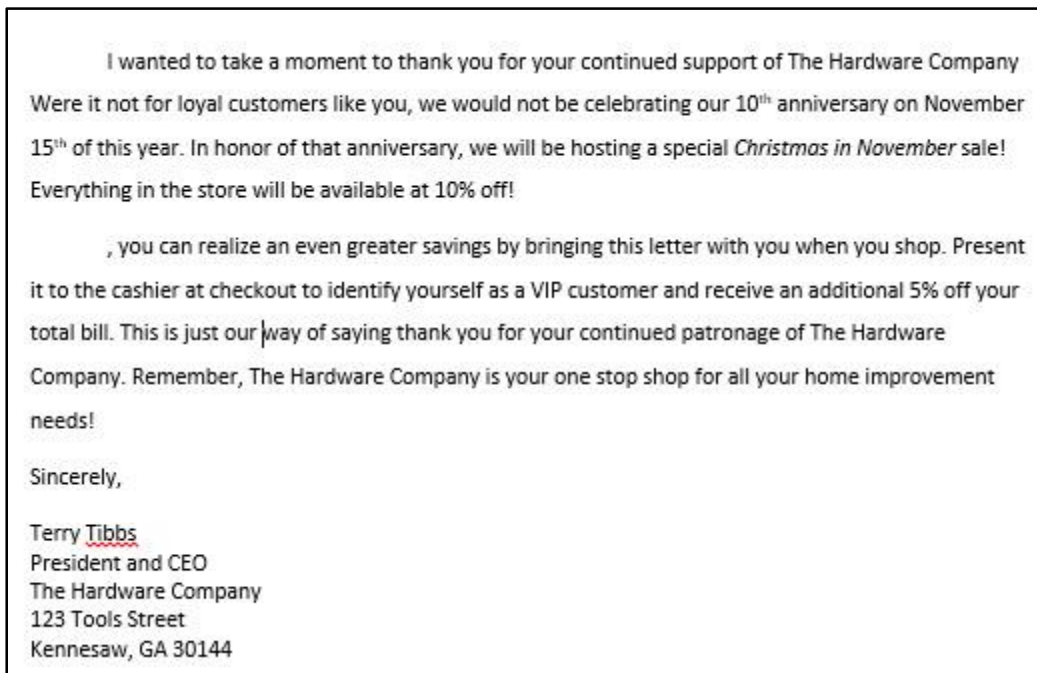 I wanted to take a moment to thank you for your continued support of The Hardware Company
Were it not for loyal customers like you, we would not be celebrating our 10th anniversary on November
15th of this year. In honor of that anniversary, we will be hosting a special Christmas in November sale!
Everything in the store will be available at 10% off!
, you can realize an even greater savings by bringing this letter with you when you shop. Present
it to the cashier at checkout to identify yourself as a VIP customer and receive an additional 5% off your
total bill. This is just our way of saying thank you for your continued patronage of The Hardware
Company. Remember, The Hardware Company is your one stop shop for all your home improvement
needs!
Sincerely,
Terry Tibbs
President and CEO
The Hardware Company
123 Tools Street
Kennesaw, GA 30144